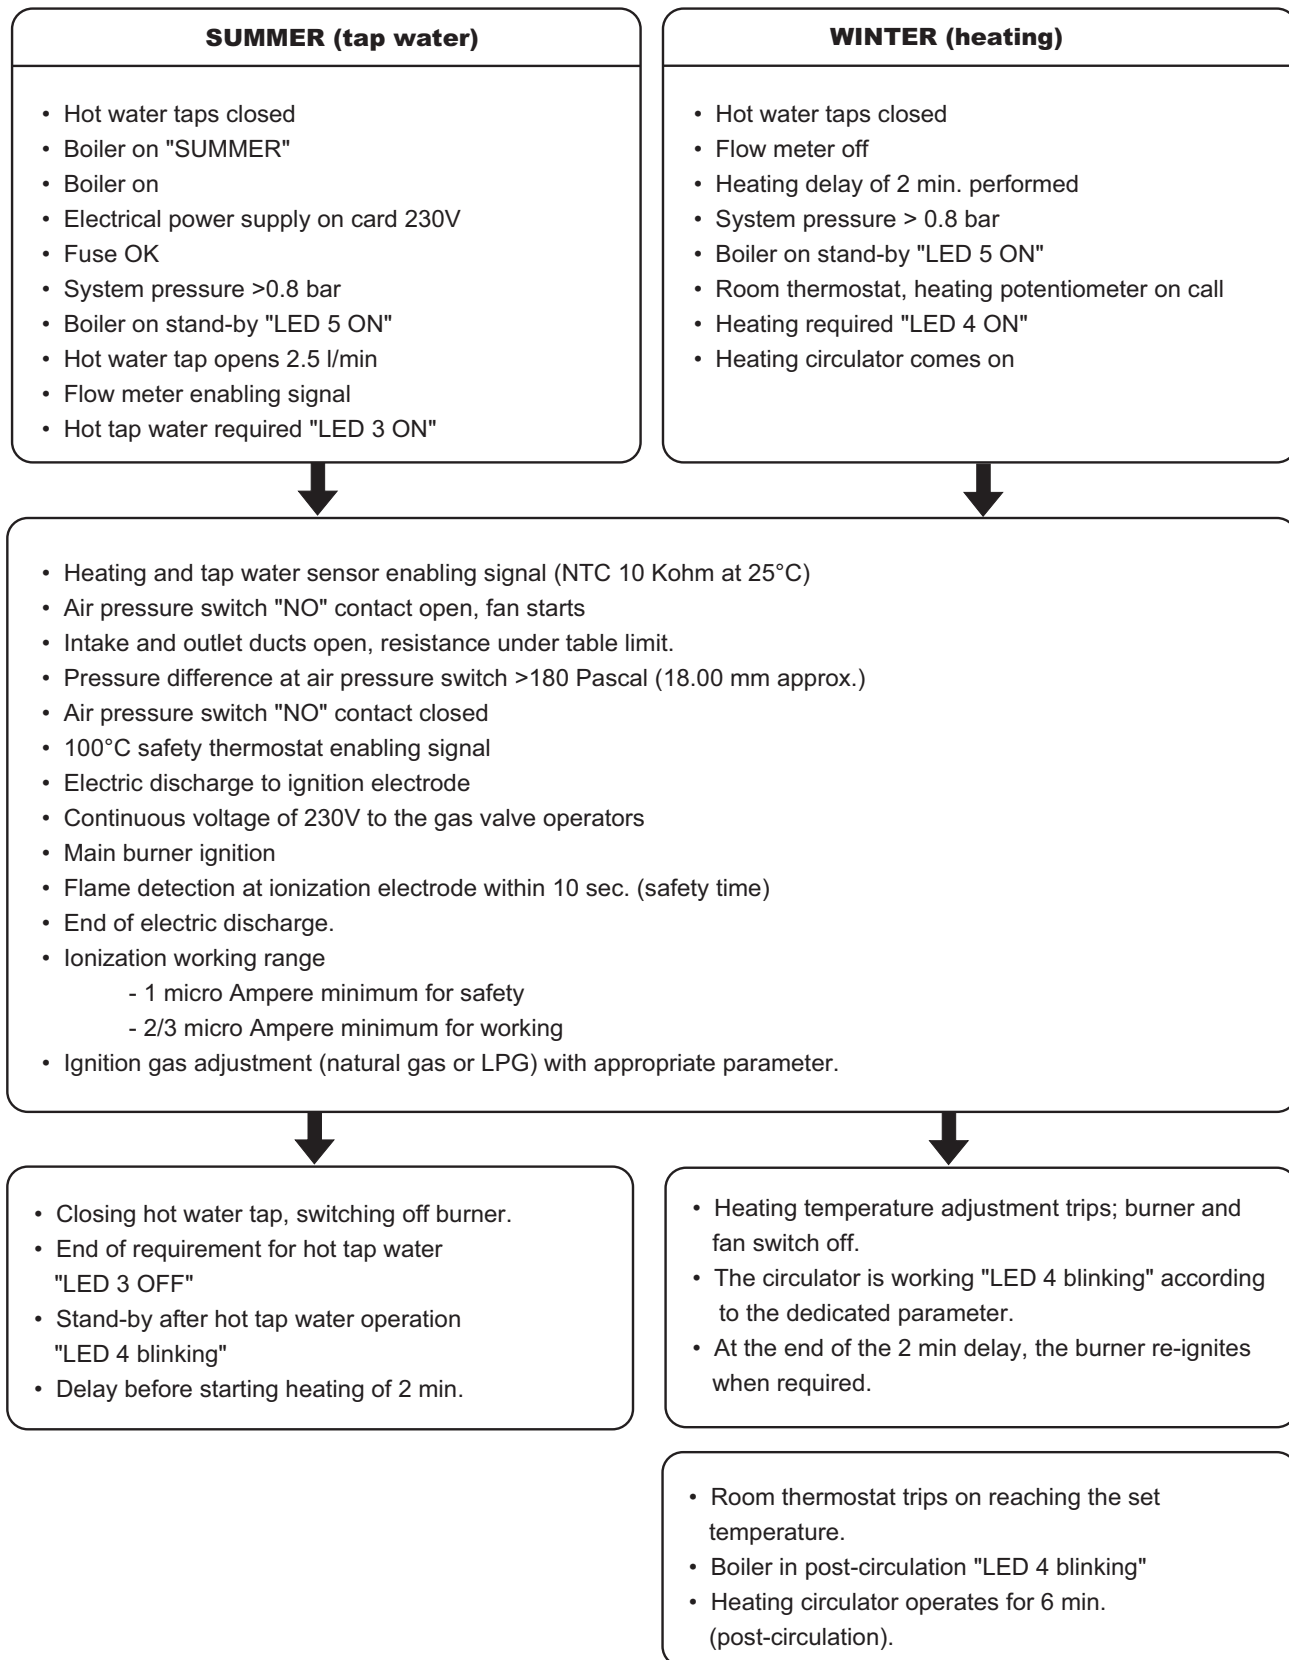 SUMMER (tap water)
• Hot water taps closed
• Boiler on "SUMMER"
• Boiler on
• Electrical power supply on card 230V
• Fuse OK
• System pressure >0.8 bar
• Boiler on stand-by "LED 5 ON"
• Hot water tap opens 2.5 l/min
• Flow meter enabling signal
• Hot tap water required "LED 3 ON"
WINTER (heating)
• Hot water taps closed
• Flow meter off
• Heating delay of 2 min. performed
• System pressure > 0.8 bar
• Boiler on stand-by "LED 5 ON"
• Room thermostat, heating potentiometer on call
• Heating required "LED 4 ON"
• Heating circulator comes on
• Heating and tap water sensor enabling signal (NTC 10 Kohm at 25°C)
• Air pressure switch "NO" contact open, fan starts
• Intake and outlet ducts open, resistance under table limit.
• Pressure difference at air pressure switch >180 Pascal (18.00 mm approx.)
• Air pressure switch "NO" contact closed
• 100°C safety thermostat enabling signal
• Electric discharge to ignition electrode
• Continuous voltage of 230V to the gas valve operators
• Main burner ignition
• Flame detection at ionization electrode within 10 sec. (safety time)
• End of electric discharge.
• Ionization working range
- 1 micro Ampere minimum for safety
- 2/3 micro Ampere minimum for working
• Ignition gas adjustment (natural gas or LPG) with appropriate parameter.
• Closing hot water tap, switching off burner.
• End of requirement for hot tap water
"LED 3 OFF"
• Stand-by after hot tap water operation
"LED 4 blinking"
• Delay before starting heating of 2 min.
• Heating temperature adjustment trips; burner and
fan switch off.
• The circulator is working "LED 4 blinking" according
to the dedicated parameter.
• At the end of the 2 min delay, the burner re-ignites
when required.
• Room thermostat trips on reaching the set
temperature.
• Boiler in post-circulation "LED 4 blinking"
• Heating circulator operates for 6 min.
(post-circulation).